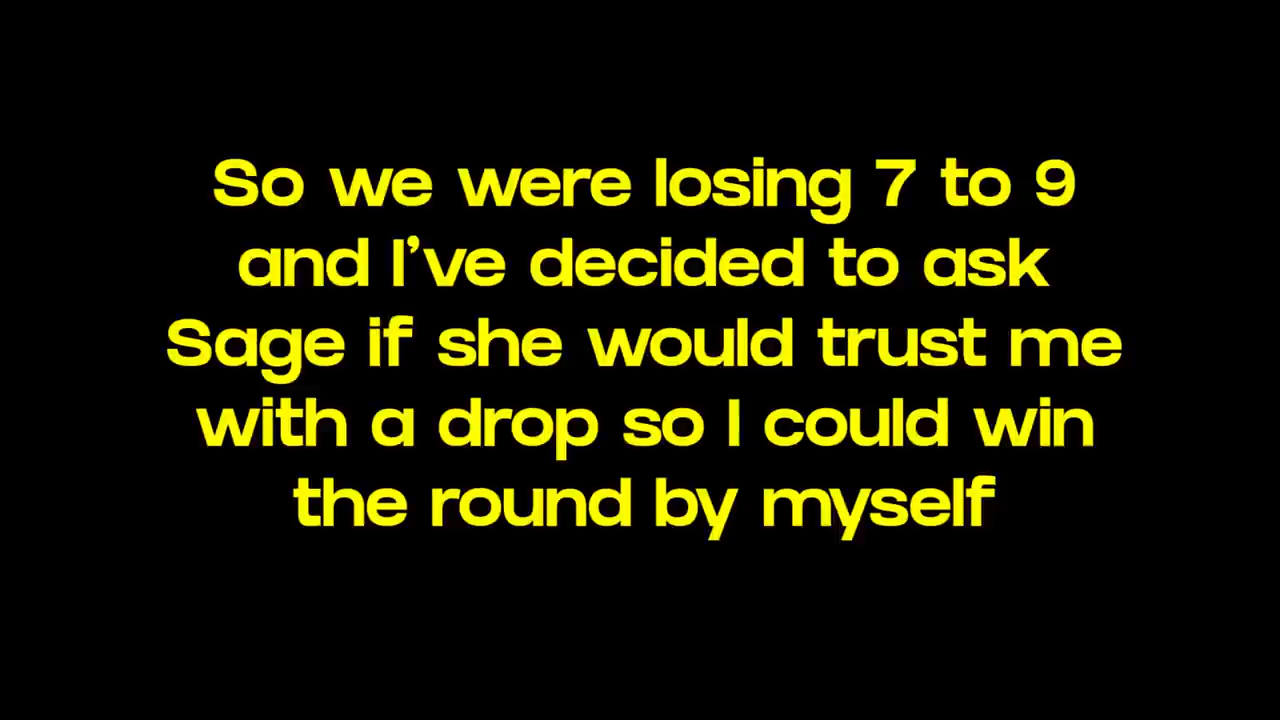 So we were losing 7 to 9
and I've decided to ask
Sage if she would trust me
with a drop so I could win
the round by myself